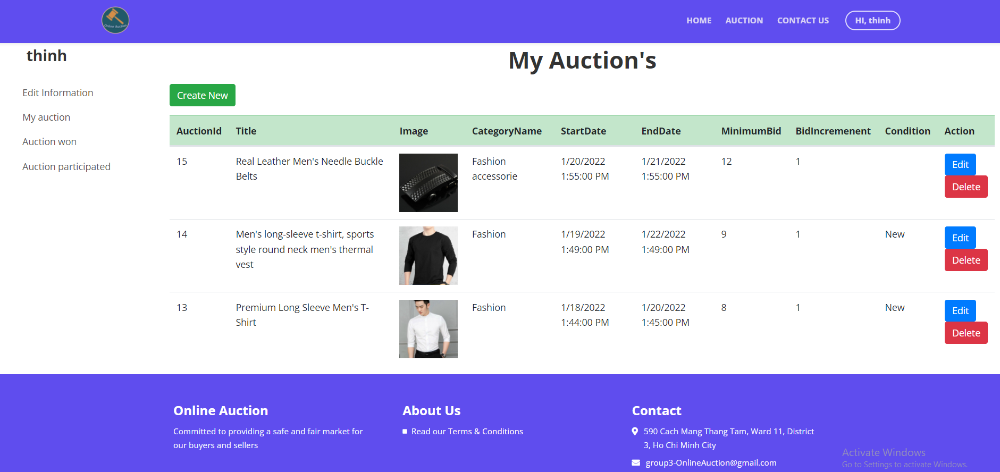 Online Auction
HOME AUCTION CONTACT US HI, thinh
thinh
Edit Information
My auction
Auction won
Auction participated
My Auction's
Create New
AuctionId Title Image CategoryName StartDate EndDate MinimumBid BidIncremenent Condition Action
15 Real Leather Men's Needle Buckle Fashion 1/20/2022 1/21/2022 12 1 Edit
Belts accessorie 1:55:00 PM 1:55:00 PM
Delete
14 Men's long-sleeve t-shirt, sports Fashion 1/19/2022 1/22/2022 9 1 New Edit
style round neck men's thermal 1:49:00 PM 1:49:00 PM
vest Delete
13 Premium Long Sleeve Men's T- Fashion 1/18/2022 1/20/2022 8 1 New Edit
Shirt 1:44:00 PM 1:45:00 PM
Delete
Online Auction
Committed to providing a safe and fair market for
our buyers and sellers
About Us
Read our Terms & Conditions
Contact
590 Cach Mang Thang Tam, Ward 11, District
3, Ho Chi Minh City
group3-OnlineAuction@gmail.com
Activate Windows
Go to Settings to activate Windows.